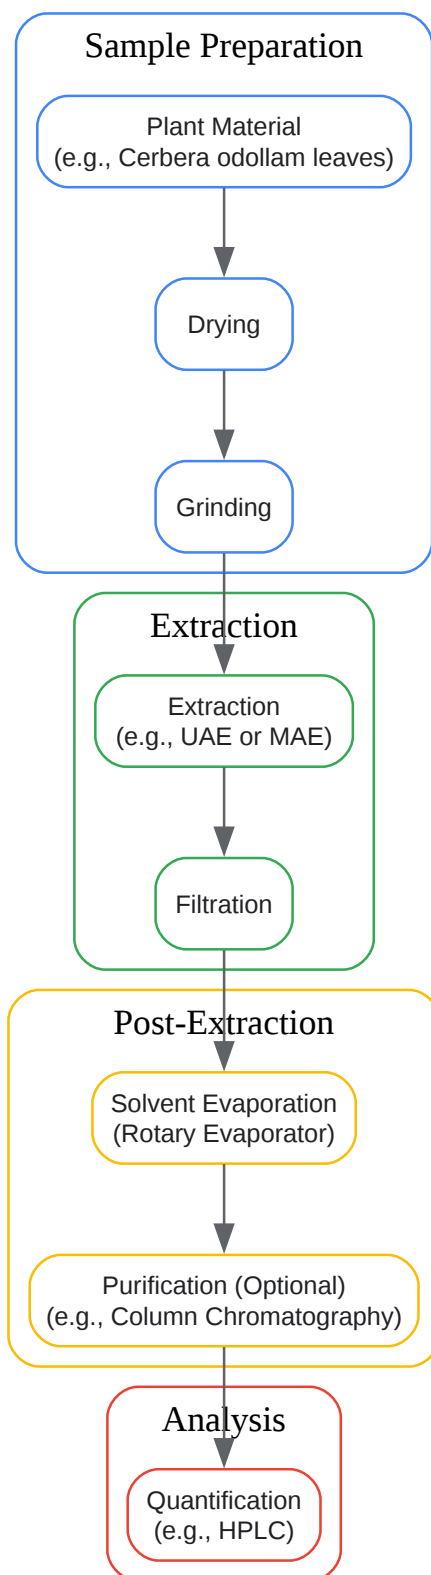 Sample Preparation
Plant Material
(e.g., Cerbera odollam leaves)
Drying
Grinding
Extraction
Extraction
(e.g., UAE or MAE)
Filtration
Post-Extraction
Solvent Evaporation
(Rotary Evaporator)
Purification (Optional)
(e.g., Column Chromatography)
Analysis
Quantification
(e.g., HPLC)